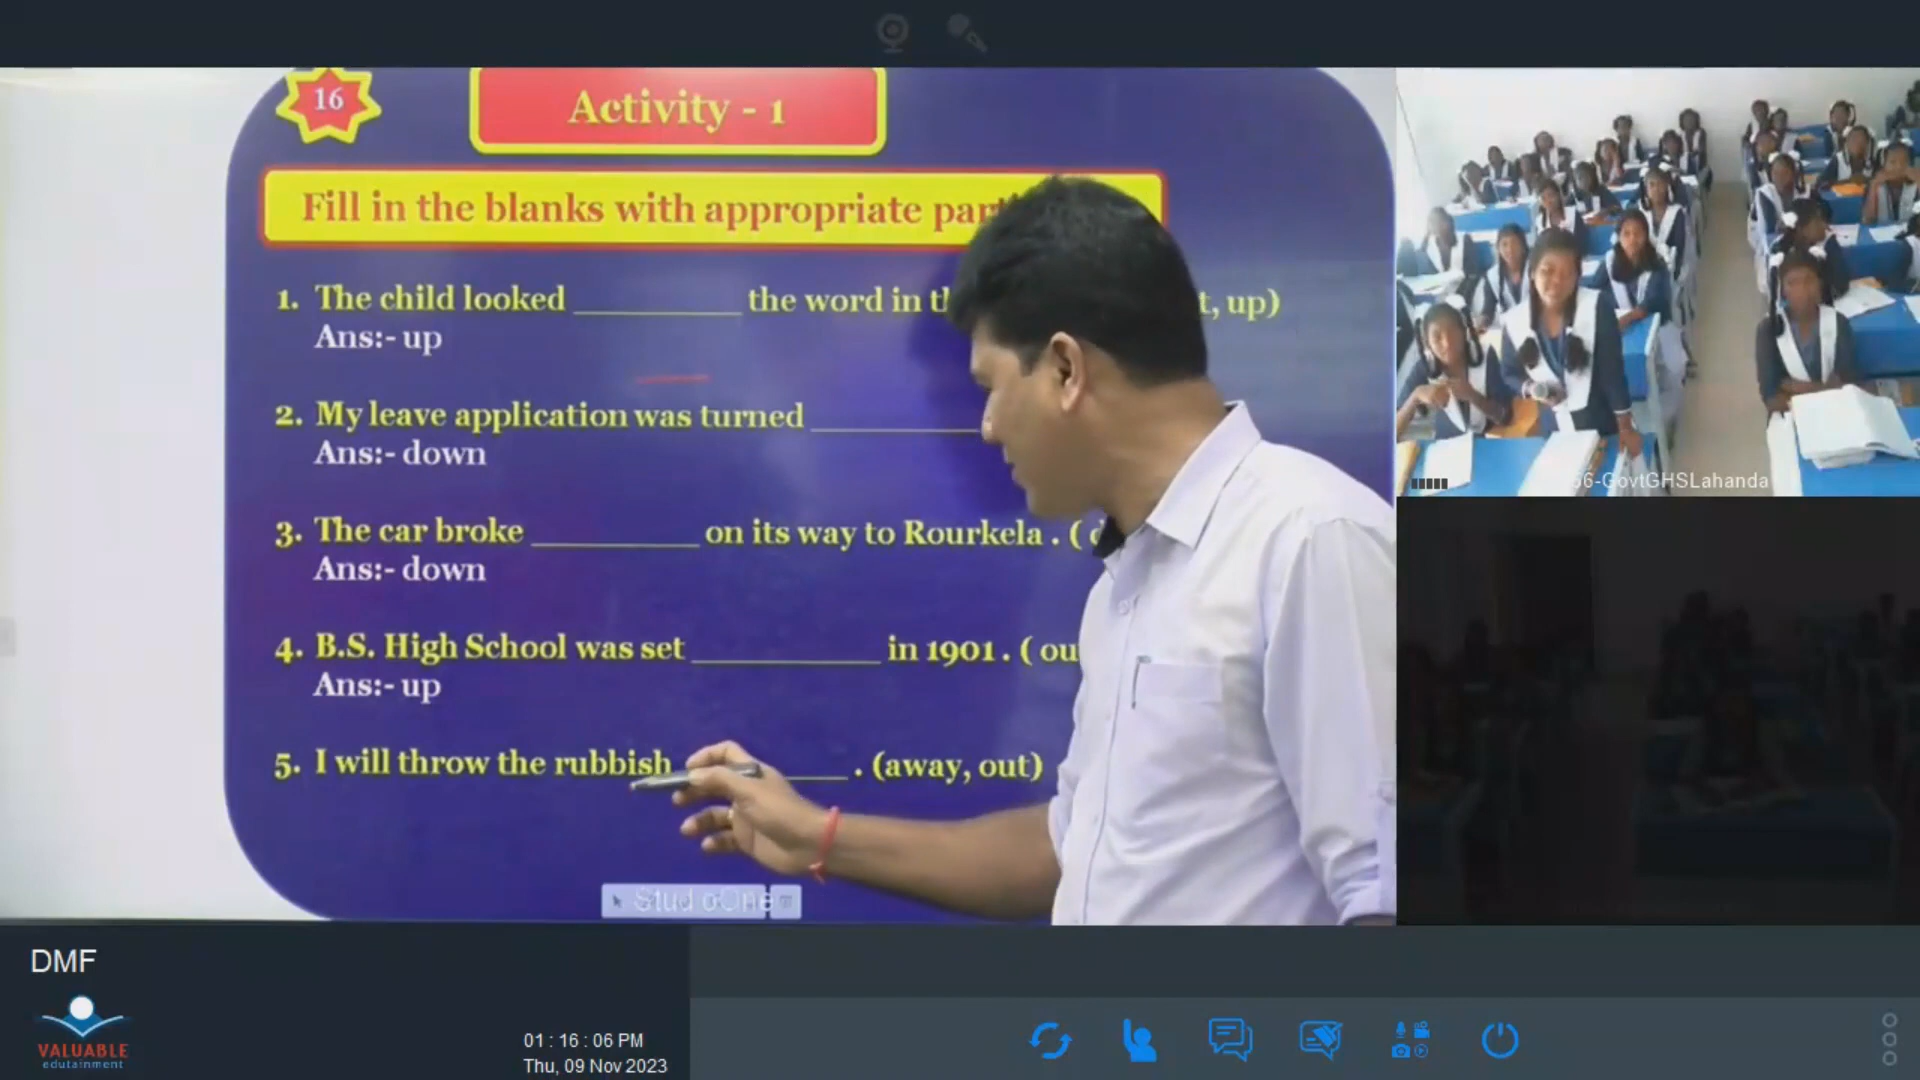 16
Activity - 1
Fill in the blanks with appropriate
1. The child looked __________ the word in , up)
Ans:- up
2. My leave application was turned __________
Ans:- down
3. The car broke __________ on its way to Rourkela . (
Ans:- down
4. B.S. High School was set __________ in 1901 . (
Ans:- up
5. I will throw the rubbish __________ . (away, out)
StudioOne
56-GovtGHSLahanda
DMF
VALUABLE
edutainment
01 : 16 : 06 PM
Thu, 09 Nov 2023